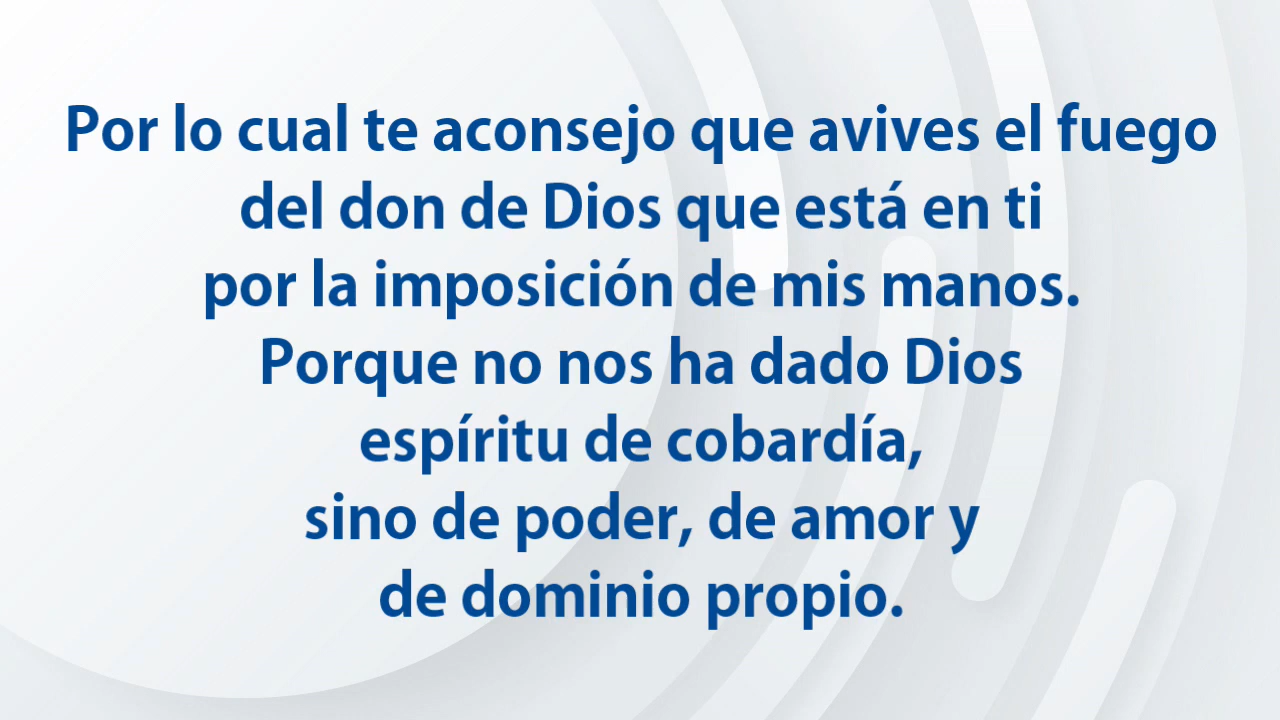 Por lo cual te aconsejo que avives el fuego
del don de Dios que está en ti
por la imposición de mis manos.
Porque no nos ha dado Dios
espíritu de cobardía,
sino de poder, de amor y
de dominio propio.